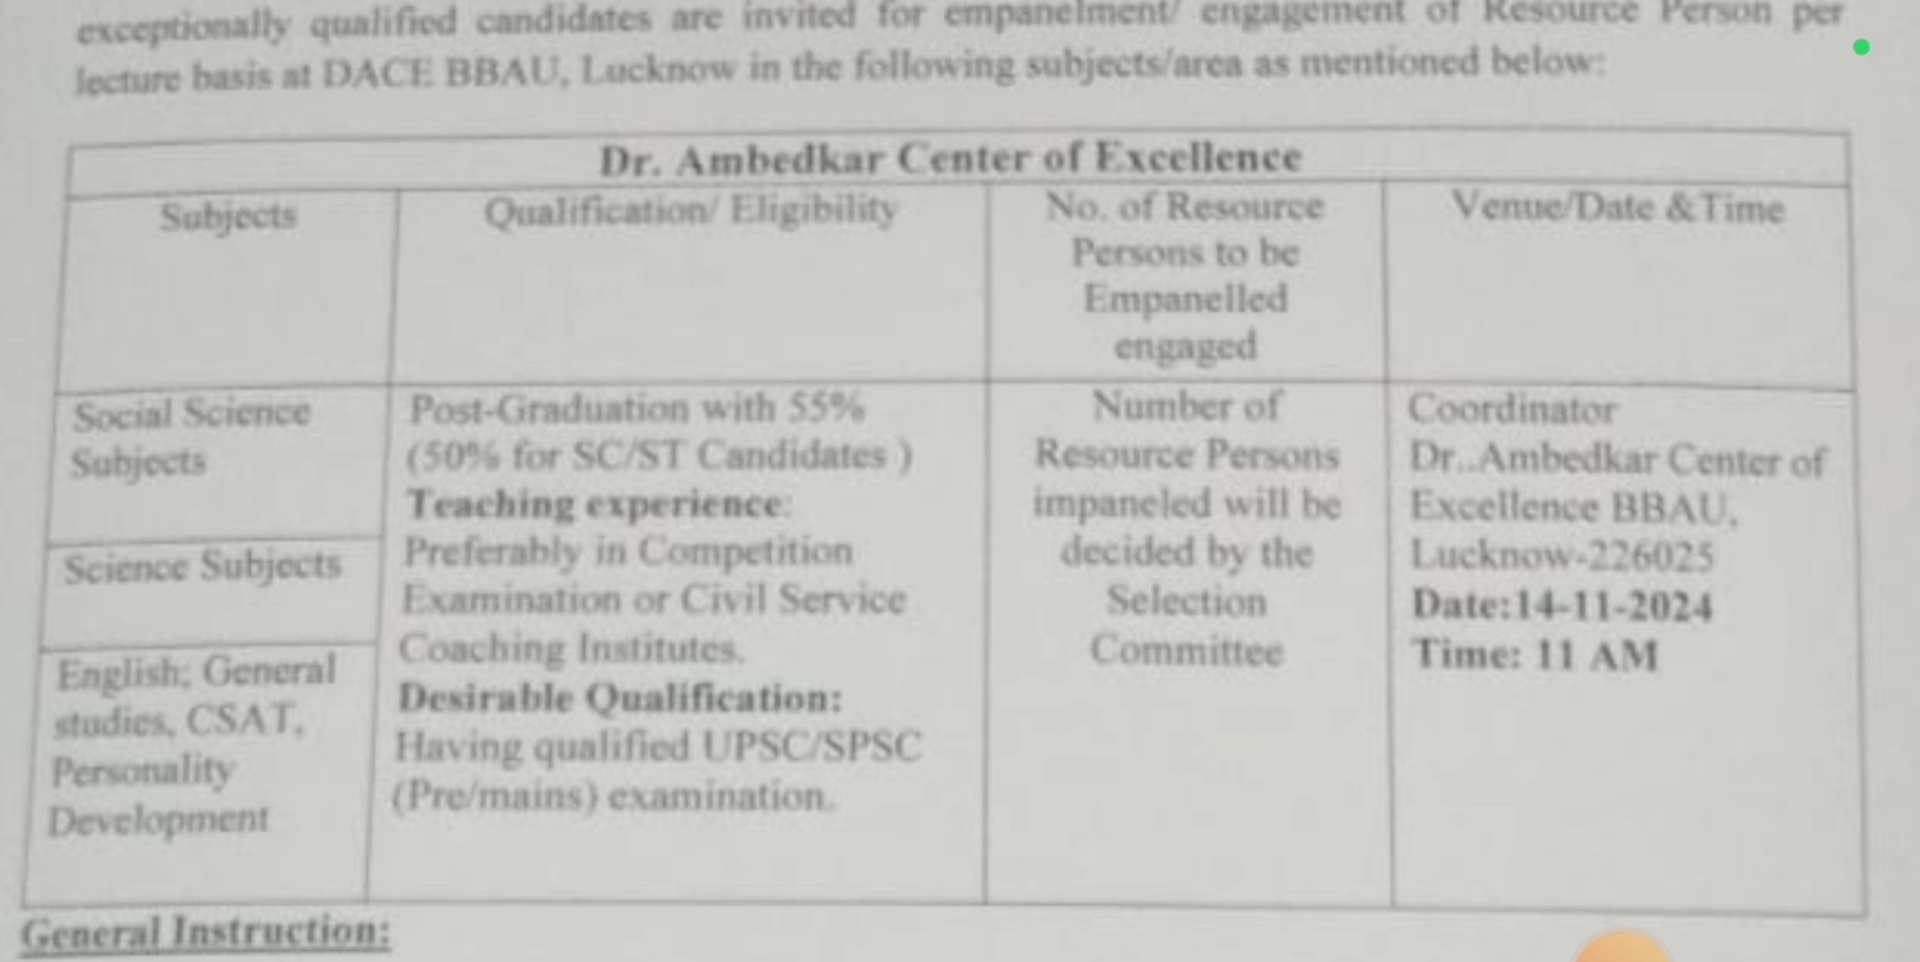 exceptionally qualified candidates are invited for empanelment/ engagement of Resource Person per
lecture basis at DACE BBAU, Lucknow in the following subjects/area as mentioned below:
Dr. Ambedkar Center of Excellence
Subjects
Qualification/ Eligibility
No. of Resource
Persons to be
Empanelled
engaged
Venue/Date &Time
Social Science
Subjects
Science Subjects
English; General
studies, CSAT,
Personality
Development
Post-Graduation with 55%
(50% for SC/ST Candidates )
Teaching experience:
Preferably in Competition
Examination or Civil Service
Coaching Institutes.
Desirable Qualification:
Having qualified UPSC/SPSC
(Pre/mains) examination.
Number of
Resource Persons
impaneled will be
decided by the
Selection
Committee
Coordinator
Dr..Ambedkar Center of
Excellence BBAU,
Lucknow-226025
Date:14-11-2024
Time: 11 AM
General Instruction: